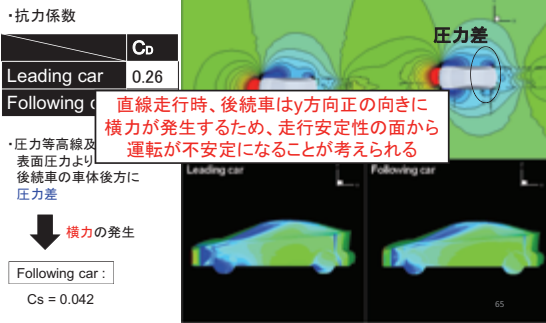 ・抗力係数
CD
Leading car 0.26
Following
圧力差
直線走行時、後続車はy方向正の向きに
横力が発生するため、走行安定性の面から
運転が不安定になることが考えられる
・圧力等高線及
表面圧力より
後続車の車体後方に
圧力差
横力の発生
Following car :
Cs = 0.042
Leading car
Following car
65